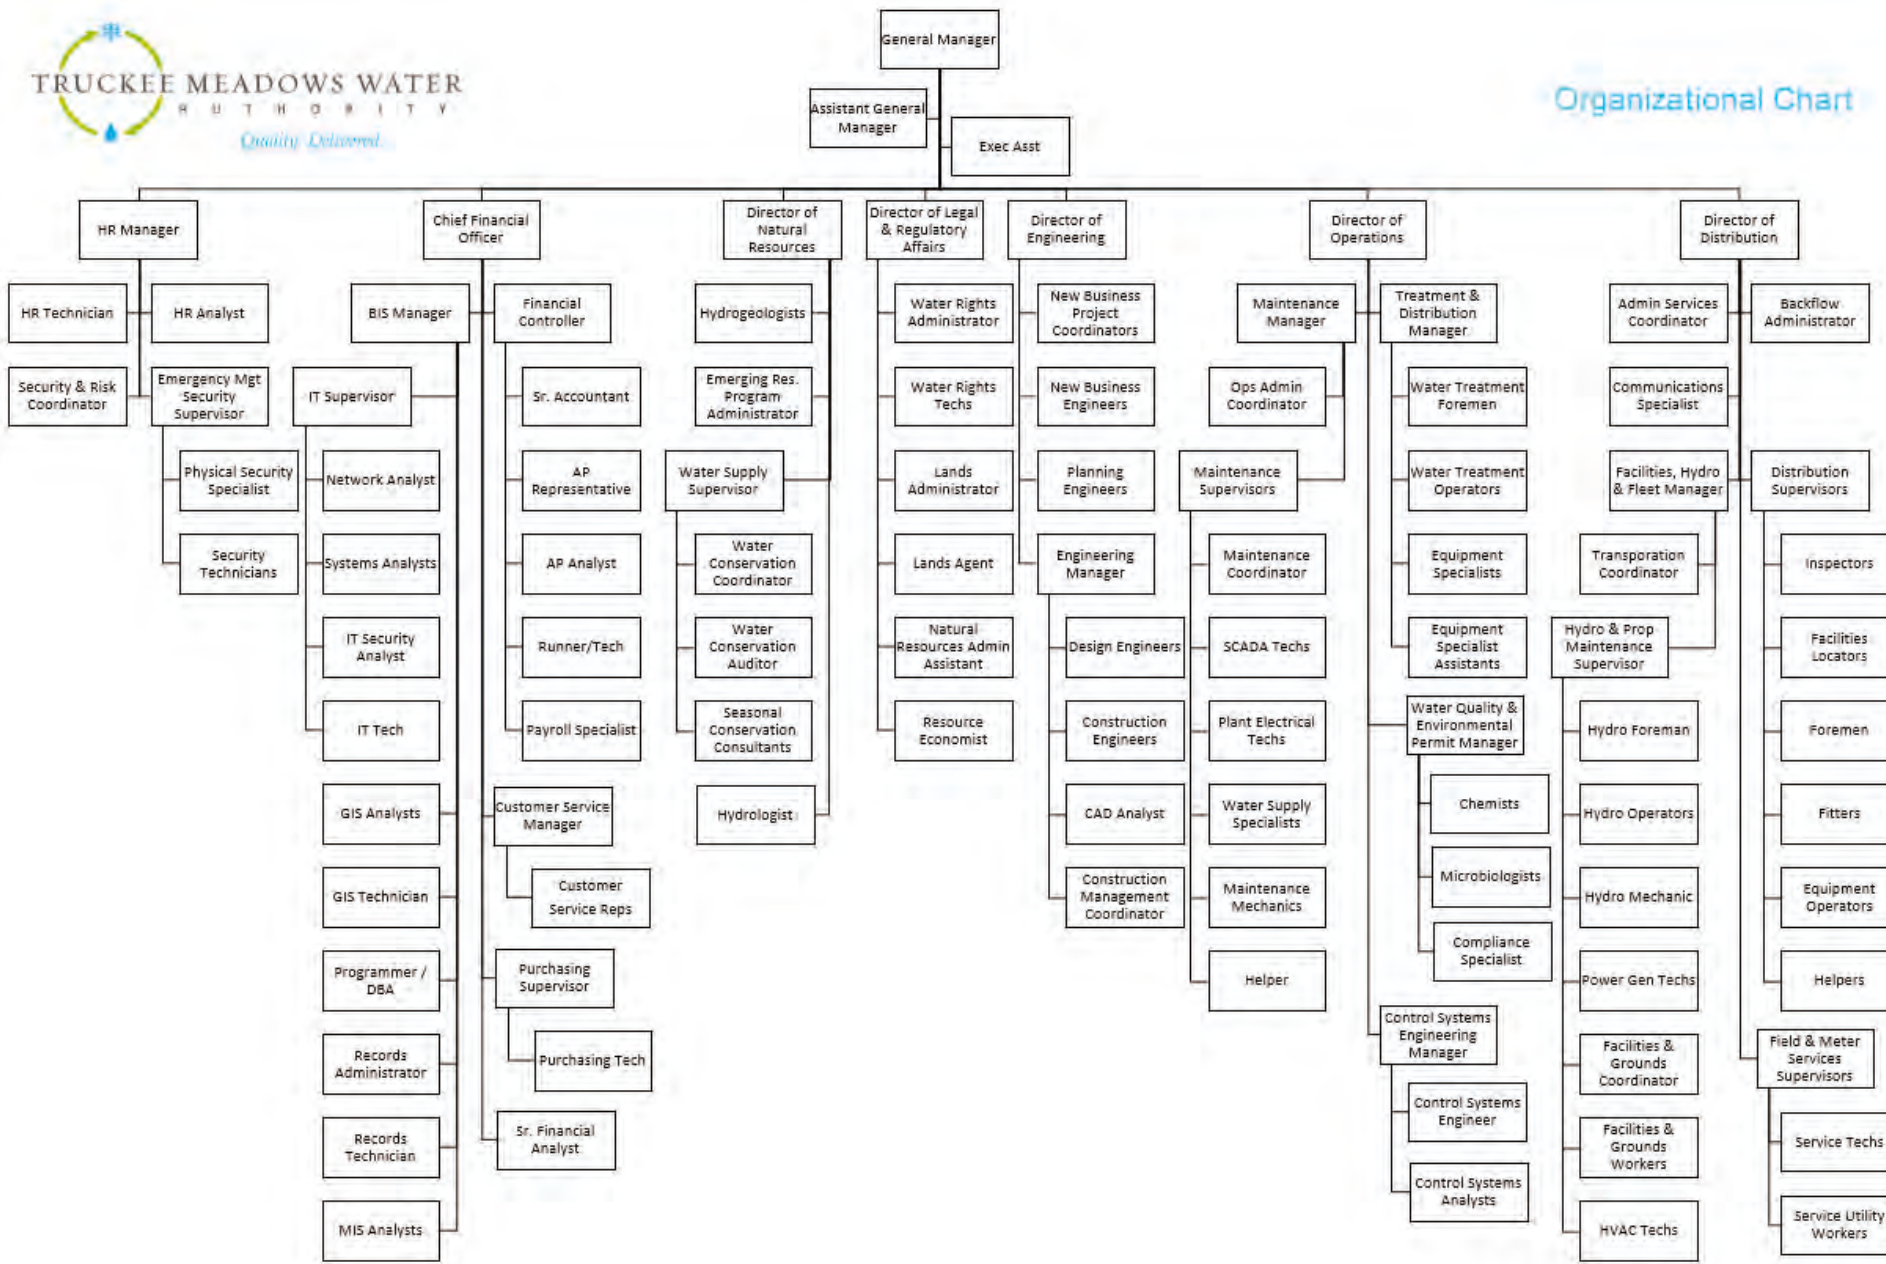 TRUCKEE MEADOWS WATER
AUTHORITY
Quality. Delivered.
Organizational Chart
General Manager
Assistant General
Manager
Exec Asst
HR Manager
Chief Financial
Officer
Director of
Natural
Resources
Director of Legal
& Regulatory
Affairs
Director of
Engineering
Director of
Operations
Director of
Distribution
HR Technician
HR Analyst
Security & Risk
Coordinator
Emergency Mgt
Security
Supervisor
Physical Security
Specialist
Security
Technicians
BIS Manager
IT Supervisor
Network Analyst
Systems Analysts
IT Security
Analyst
IT Tech
GIS Analysts
GIS Technician
Programmer /
DBA
Records
Administrator
Records
Technician
MIS Analysts
Financial
Controller
Sr. Accountant
AP
Representative
AP Analyst
Runner/Tech
Payroll Specialist
Customer Service
Manager
Customer
Service Reps
Purchasing
Supervisor
Purchasing Tech
Sr. Financial
Analyst
Hydrogeologists
Emerging Res.
Program
Administrator
Water Supply
Supervisor
Water
Conservation
Coordinator
Water
Conservation
Auditor
Seasonal
Conservation
Consultants
Hydrologist
Water Rights
Administrator
Water Rights
Techs
Lands
Administrator
Lands Agent
Natural
Resources Admin
Assistant
Resource
Economist
New Business
Project
Coordinators
New Business
Engineers
Planning
Engineers
Engineering
Manager
Design Engineers
Construction
Engineers
CAD Analyst
Construction
Management
Coordinator
Maintenance
Manager
Ops Admin
Coordinator
Maintenance
Supervisors
Maintenance
Coordinator
SCADA Techs
Plant Electrical
Techs
Water Supply
Specialists
Maintenance
Mechanics
Helper
Treatment &
Distribution
Manager
Water Treatment
Foremen
Water Treatment
Operators
Equipment
Specialists
Equipment
Specialist
Assistants
Water Quality &
Environmental
Permit Manager
Chemists
Microbiologists
Compliance
Specialist
Control Systems
Engineering
Manager
Control Systems
Engineer
Control Systems
Analysts
Admin Services
Coordinator
Backflow
Administrator
Communications
Specialist
Facilities, Hydro
& Fleet Manager
Transporation
Coordinator
Hydro & Prop
Maintenance
Supervisor
Hydro Foreman
Hydro Operators
Hydro Mechanic
Power Gen Techs
Facilities &
Grounds
Coordinator
Facilities &
Grounds
Workers
HVAC Techs
Distribution
Supervisors
Inspectors
Facilities
Locators
Foremen
Fitters
Equipment
Operators
Helpers
Field & Meter
Services
Supervisors
Service Techs
Service Utility
Workers